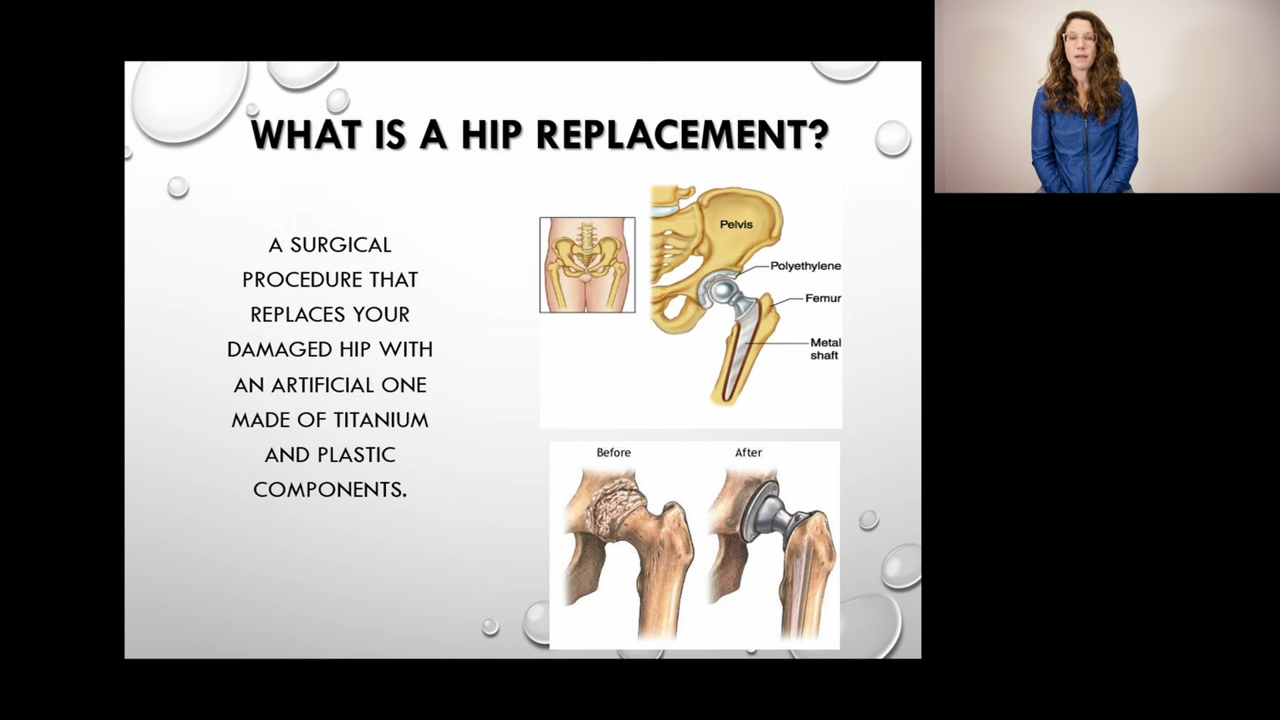 WHAT IS A HIP REPLACEMENT?
A SURGICAL
PROCEDURE THAT
REPLACES YOUR
DAMAGED HIP WITH
AN ARTIFICIAL ONE
MADE OF TITANIUM
AND PLASTIC
COMPONENTS.
Pelvis
Polyethylene
Femur
Metal
shaft
Before
After